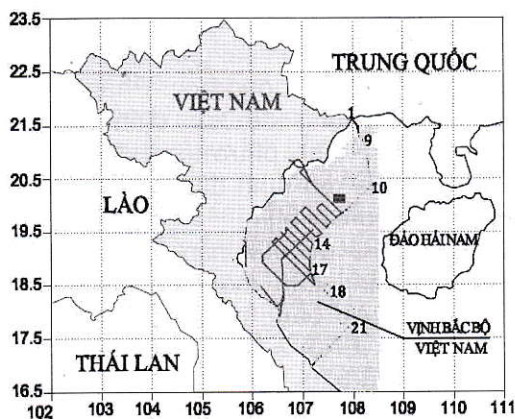 23.5
TRUNG QUỐC
22.5
VIỆT NAM
1
21.5
9
20.5
10
LÀO
19.5
14
ĐẢO HẢI NAM
18.5
17
18
VỊNH BẮC BỘ
21
VIỆT NAM
17.5
THÁI LAN
16.5
102 103 104 105 106 107 108 109 110 111